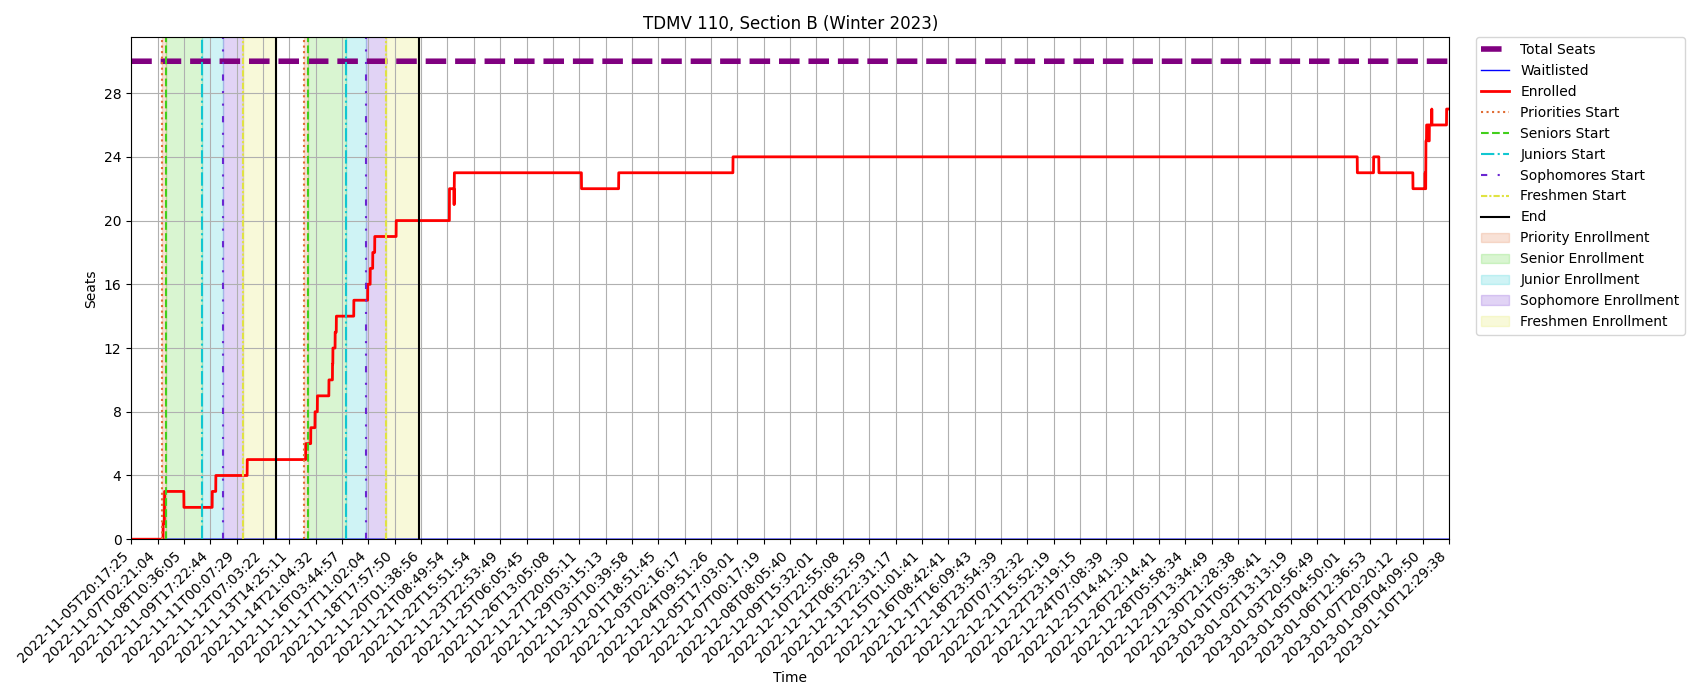 TDMV 110, Section B (Winter 2023)
Total Seats
Waitlisted
Enrolled
Priorities Start
Seniors Start
Juniors Start
Sophomores Start
Freshmen Start
End
Priority Enrollment
Senior Enrollment
Junior Enrollment
Sophomore Enrollment
Freshmen Enrollment
Seats
28
24
20
16
12
8
4
0
2022-11-05T20:17:25
2022-11-07T02:21:04
2022-11-08T10:36:05
2022-11-09T17:22:44
2022-11-11T00:07:29
2022-11-12T07:03:22
2022-11-13T14:25:11
2022-11-14T21:04:32
2022-11-16T03:44:57
2022-11-17T11:02:04
2022-11-18T17:57:50
2022-11-20T01:38:56
2022-11-21T08:49:54
2022-11-22T15:51:54
2022-11-23T22:53:49
2022-11-25T06:05:45
2022-11-26T13:05:08
2022-11-27T20:05:11
2022-11-29T03:15:13
2022-11-30T10:39:58
2022-12-01T18:51:45
2022-12-03T02:16:17
2022-12-04T09:51:26
2022-12-05T17:03:01
2022-12-07T00:17:19
2022-12-08T08:05:40
2022-12-09T15:32:01
2022-12-10T22:55:08
2022-12-12T06:52:59
2022-12-13T22:31:17
2022-12-15T01:01:41
2022-12-16T08:42:41
2022-12-17T16:09:43
2022-12-18T23:54:39
2022-12-20T07:32:32
2022-12-21T15:52:19
2022-12-22T23:19:15
2022-12-24T07:08:39
2022-12-25T14:41:30
2022-12-26T22:14:41
2022-12-28T05:58:34
2022-12-29T13:34:49
2022-12-30T21:28:38
2023-01-01T05:38:41
2023-01-02T13:13:19
2023-01-03T20:56:49
2023-01-05T04:50:01
2023-01-06T12:36:53
2023-01-07T20:20:12
2023-01-09T04:09:50
2023-01-10T12:29:38
Time